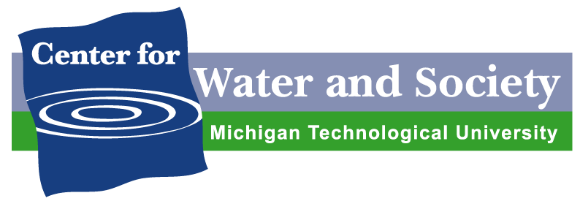 Center for
Water and Society
Michigan Technological University